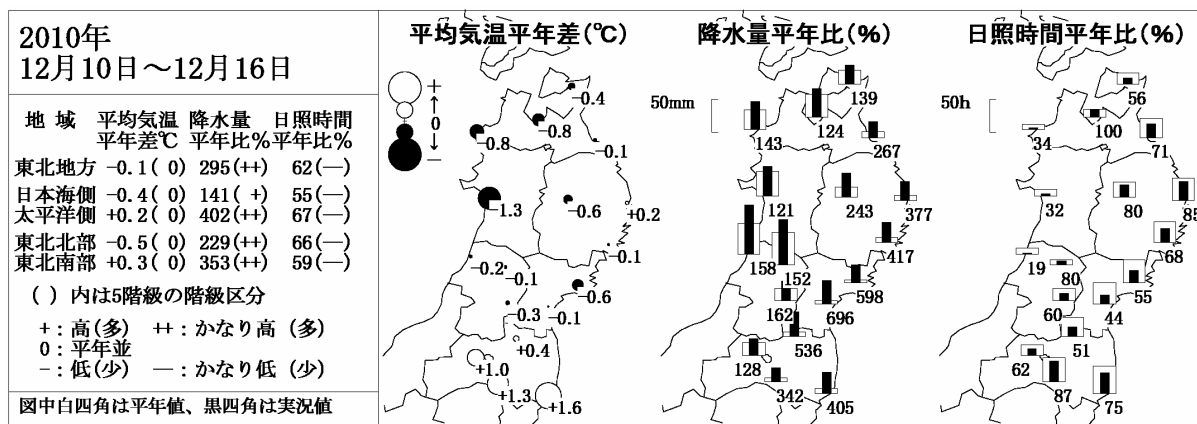 2010年
12月10日～12月16日
地 域 平均気温 降水量 日照時間
平年差℃ 平年比% 平年比%
東北地方 -0.1( 0) 295(++) 62(—)
日本海側 -0.4( 0) 141( +) 55(—)
太平洋側 +0.2( 0) 402(++) 67(—)
東北北部 -0.5( 0) 229(++) 66(—)
東北南部 +0.3( 0) 353(++) 59(—)
( ) 内は5階級の階級区分
+：高(多) ++：かなり高 (多)
0：平年並
-：低(少) —：かなり低 (少)
図中白四角は平年値、黒四角は実況値
平均気温平年差(℃)
+
0
-
-0.4
-0.8
-0.8
-0.1
-1.3
-0.6
+0.2
-0.1
-0.2
-0.1
-0.6
-0.3
-0.1
+0.4
+1.0
+1.3
+1.6
降水量平年比(%)
50mm
139
124
143
267
121
243
377
417
158
152
598
162
696
536
128
342
405
日照時間平年比(%)
50h
56
100
34
71
32
80
85
68
19
80
55
60
44
51
62
87
75